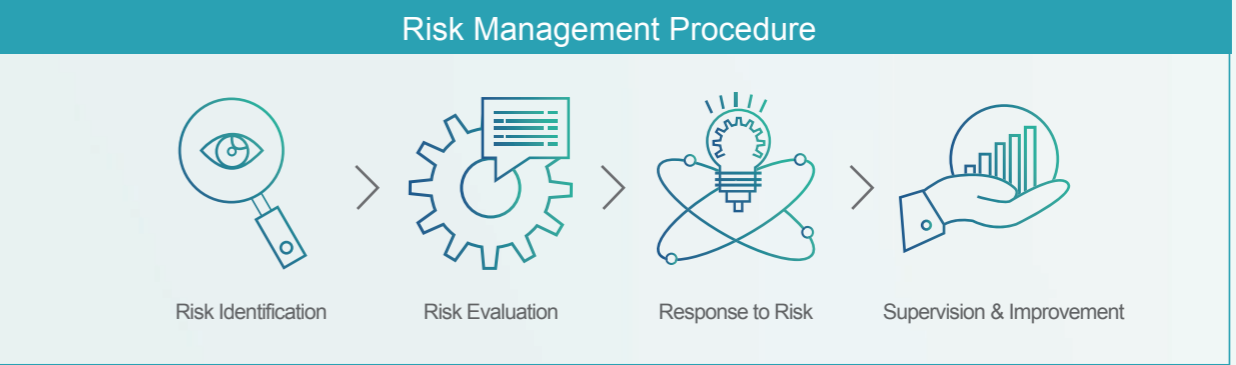 Risk Management Procedure
Risk Identification
Risk Evaluation
Response to Risk
Supervision & Improvement